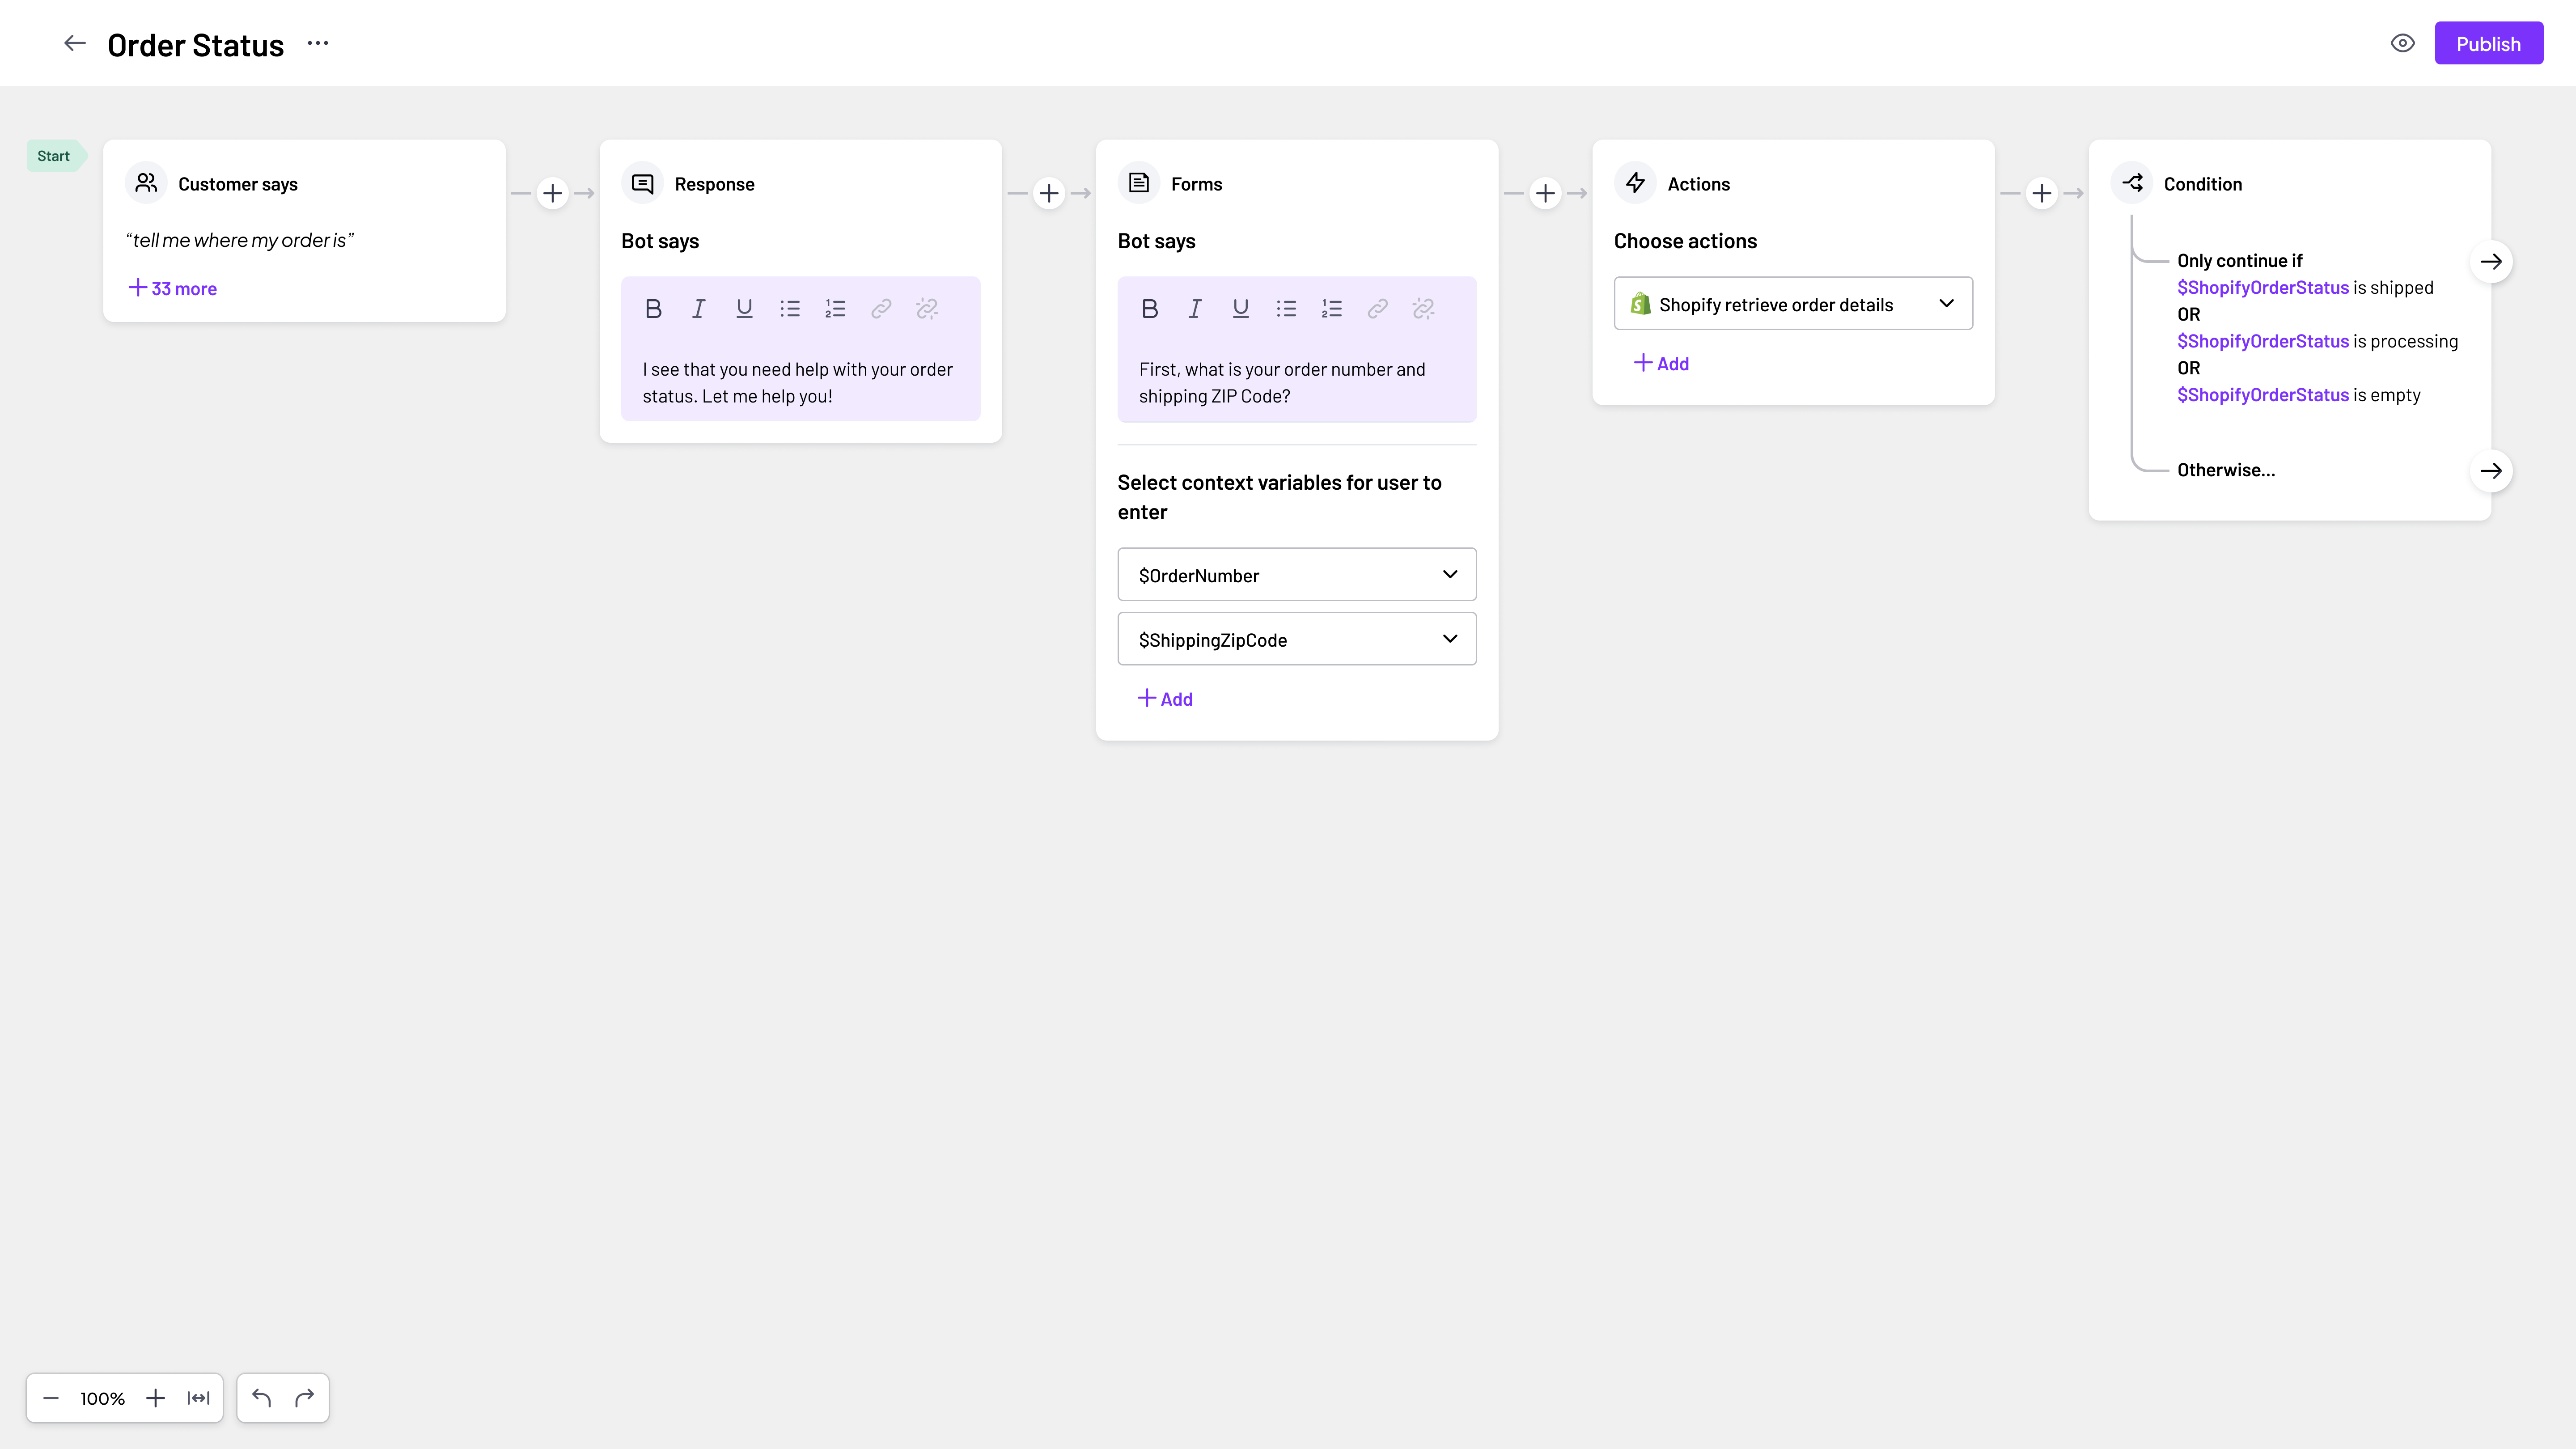 Order Status
Publish
Start
Customer says
“tell me where my order is”
33 more
Response
Bot says
I see that you need help with your order
status. Let me help you!
Forms
Bot says
First, what is your order number and
shipping ZIP Code?
Select context variables for user to
enter
$OrderNumber
$ShippingZipCode
Add
Actions
Choose actions
Shopify retrieve order details
Add
Condition
Only continue if
$ShopifyOrderStatus is shipped
OR
$ShopifyOrderStatus is processing
OR
$ShopifyOrderStatus is empty
Otherwise...
100%